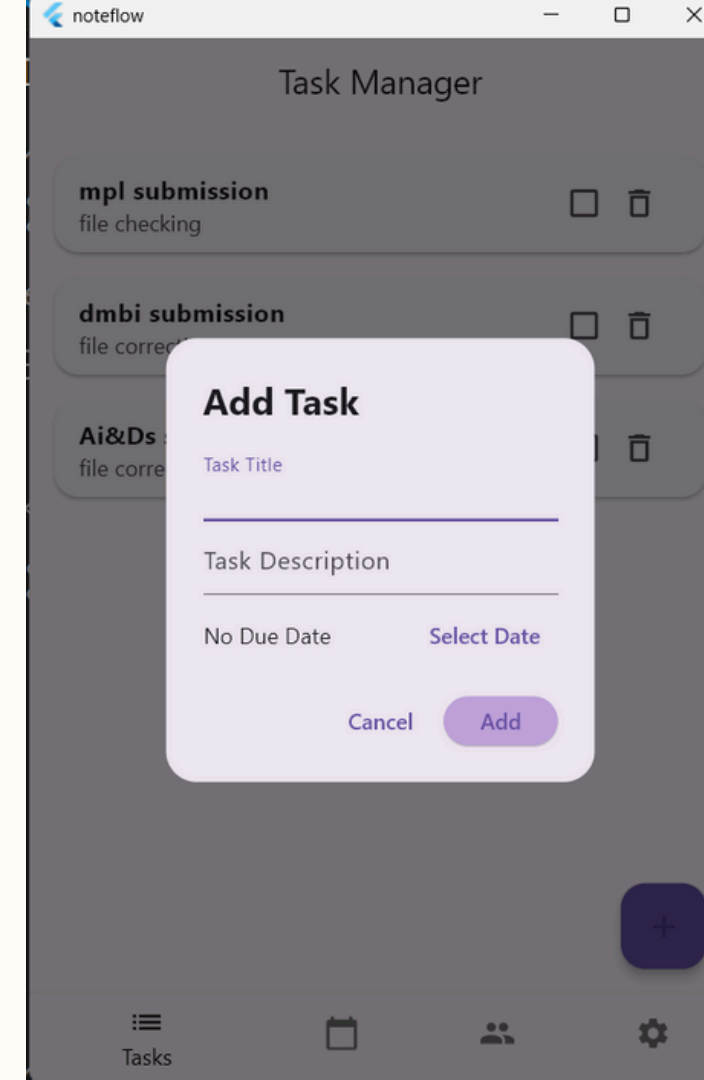 noteflow
Task Manager
mpl submission
file checking
dmbi submission
file correc
Ai&Ds
file corre
Add Task
Task Title
Task Description
No Due Date
Select Date
Cancel
Add
Tasks